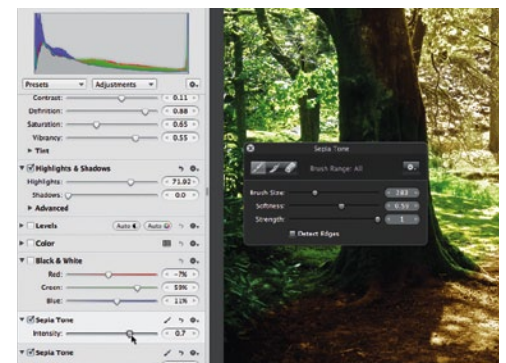 Presets Adjustments
Contrast: 0.11
Definition: 0.88
Saturation: 0.65
Vibrancy: 0.55
Tint
Highlights & Shadows
Highlights: 71.92
Shadows: 0.0
Advanced
Levels Auto Auto
Color
Black & White
Red: -7%
Green: 59%
Blue: 11%
Sepia Tone
Intensity: 0.7
Sepia Tone
Sepia Tone
Brush Range: All
Brush Size: 283
Softness: 0.59
Strength: 1
Detect Edges